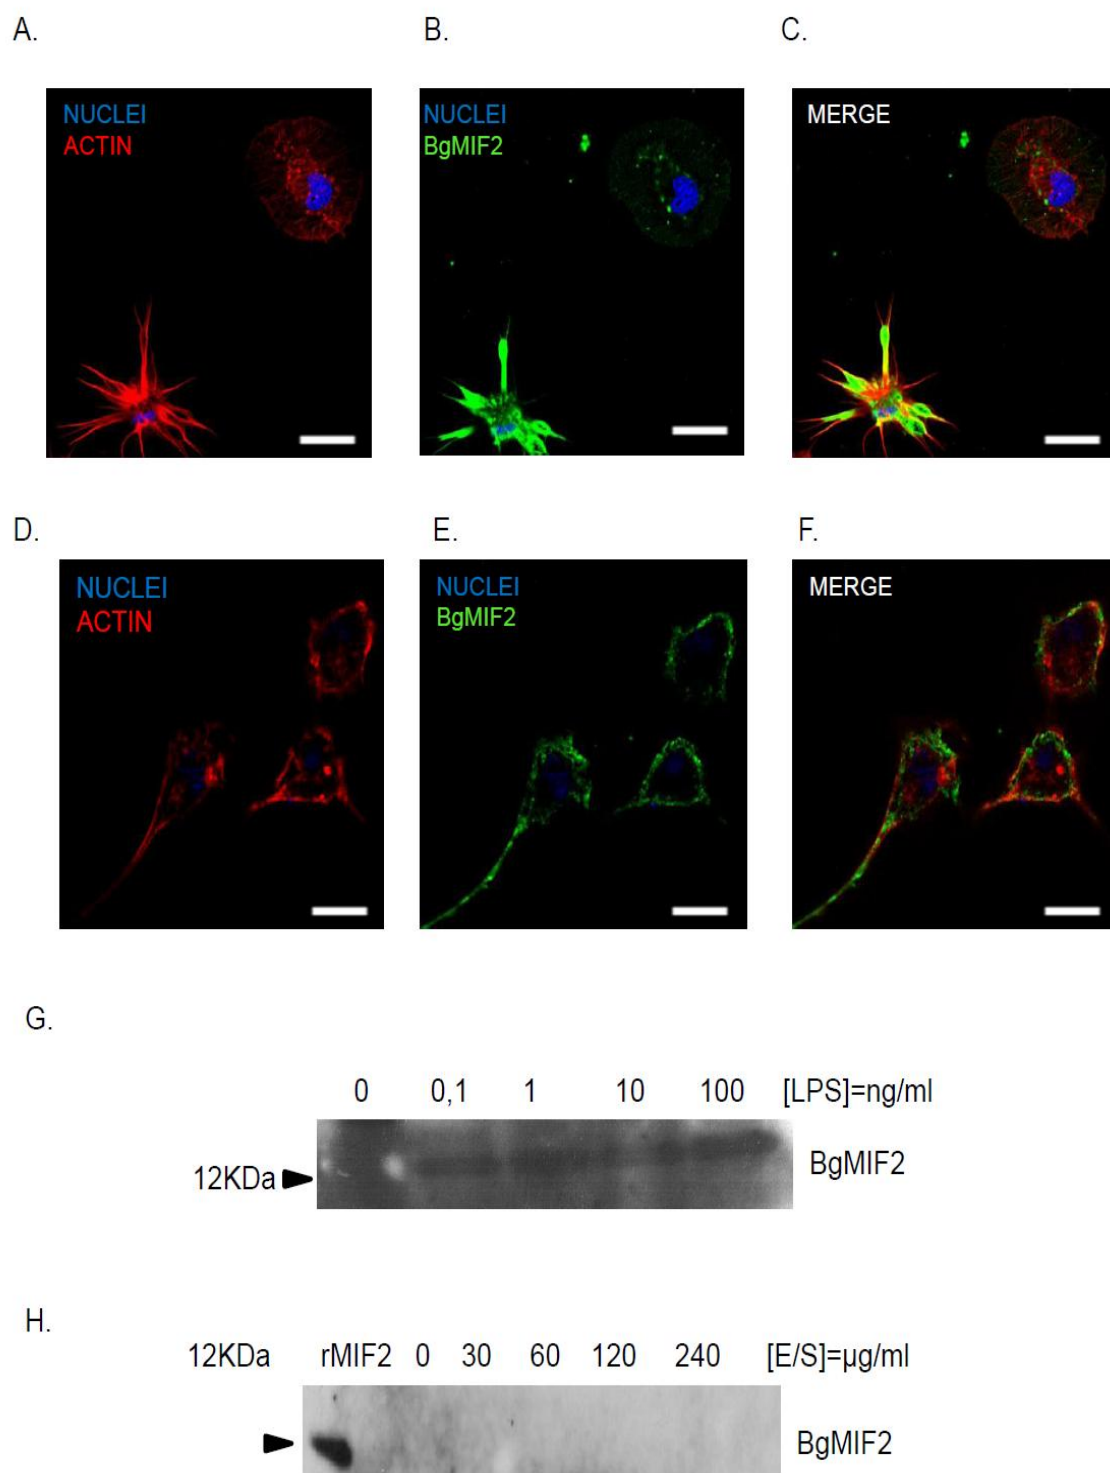 A. B. C.
NUCLEI NUCLEI MERGE
ACTIN BgMIF2
D. E. F.
NUCLEI NUCLEI MERGE
ACTIN BgMIF2
G.
0 0,1 1 10 100 [LPS]=ng/ml
12KDa BgMIF2
H.
12KDa rMIF2 0 30 60 120 240 [E/S]=µg/ml
BgMIF2